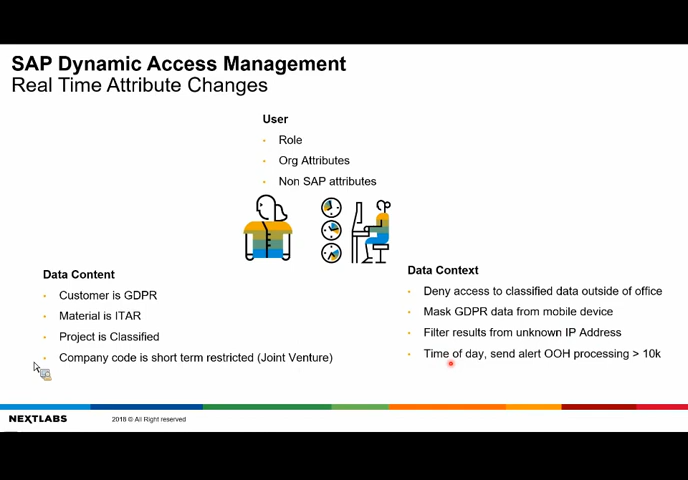 SAP Dynamic Access Management
Real Time Attribute Changes
User
Role
Org Attributes
Non SAP attributes
Data Content
Customer is GDPR
Material is ITAR
Project is Classified
Company code is short term restricted (Joint Venture)
Data Context
Deny access to classified data outside of office
Mask GDPR data from mobile device
Filter results from unknown IP Address
Time of day, send alert OOH processing > 10k
NEXTLABS
2018 © All Right reserved